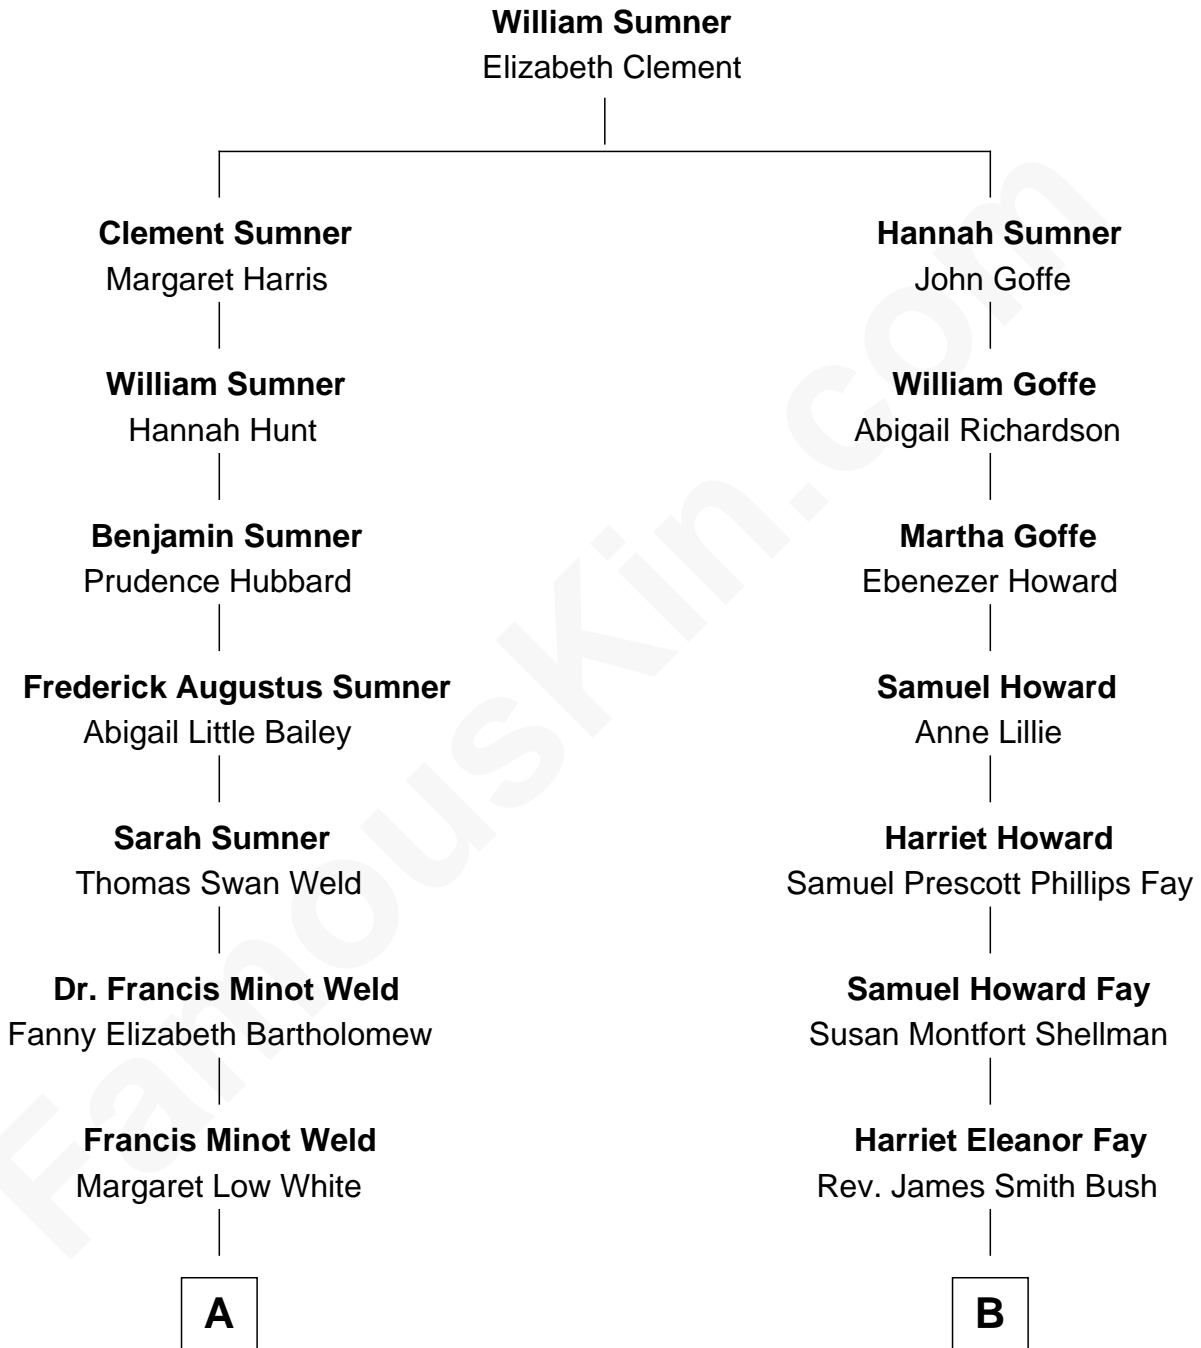 William Sumner
Elizabeth Clement
Clement Sumner
Margaret Harris
Hannah Sumner
John Goffe
William Sumner
Hannah Hunt
William Goffe
Abigail Richardson
Benjamin Sumner
Prudence Hubbard
Martha Goffe
Ebenezer Howard
Frederick Augustus Sumner
Abigail Little Bailey
Samuel Howard
Anne Lillie
Sarah Sumner
Thomas Swan Weld
Harriet Howard
Samuel Prescott Phillips Fay
Dr. Francis Minot Weld
Fanny Elizabeth Bartholomew
Samuel Howard Fay
Susan Montfort Shellman
Francis Minot Weld
Margaret Low White
Harriet Eleanor Fay
Rev. James Smith Bush
A
B
FamousKin.com